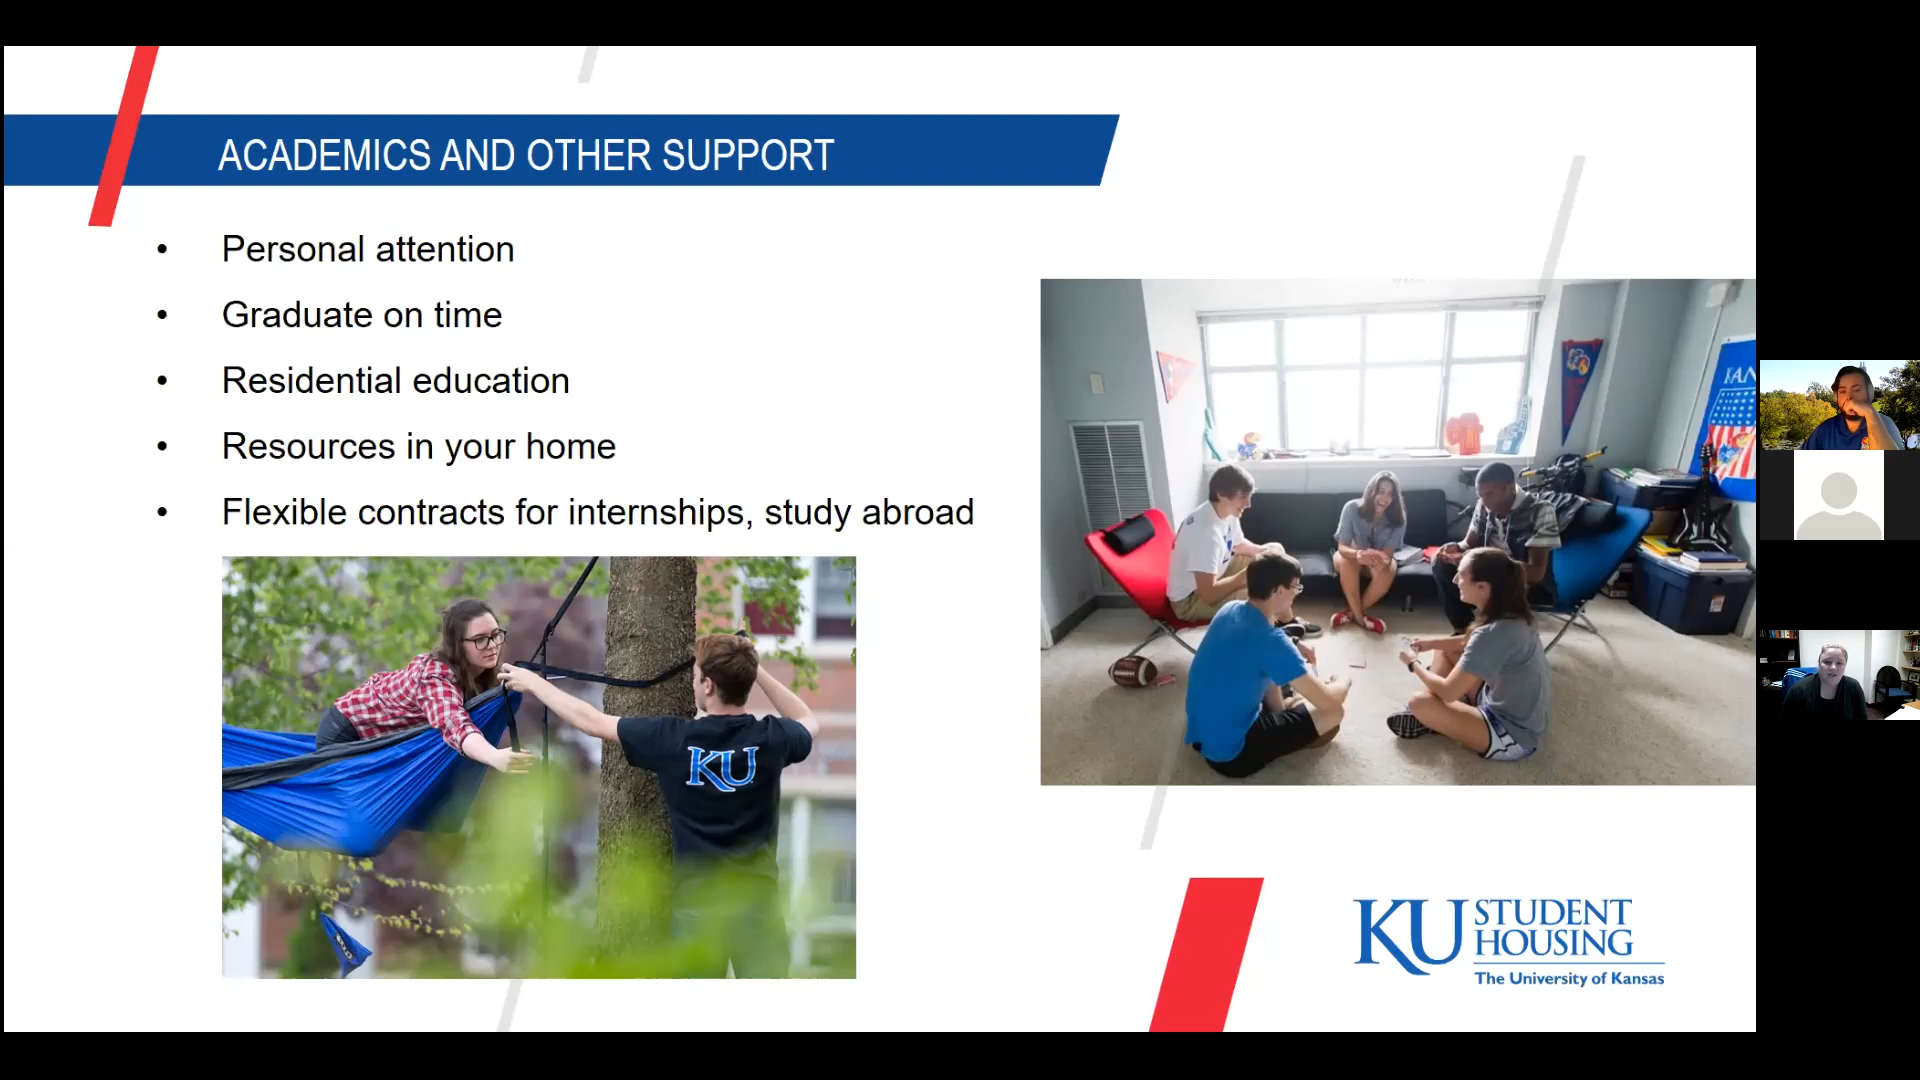 ACADEMICS AND OTHER SUPPORT
• Personal attention
• Graduate on time
• Residential education
• Resources in your home
• Flexible contracts for internships, study abroad
KAN
KU
KU STUDENT
HOUSING
The University of Kansas